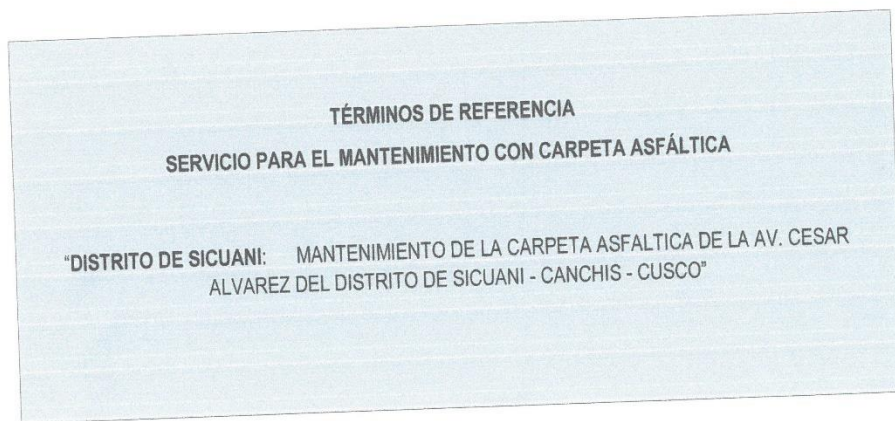 TÉRMINOS DE REFERENCIA
SERVICIO PARA EL MANTENIMIENTO CON CARPETA ASFÁLTICA
“DISTRITO DE SICUANI: MANTENIMIENTO DE LA CARPETA ASFALTICA DE LA AV. CESAR
ALVAREZ DEL DISTRITO DE SICUANI - CANCHIS - CUSCO”